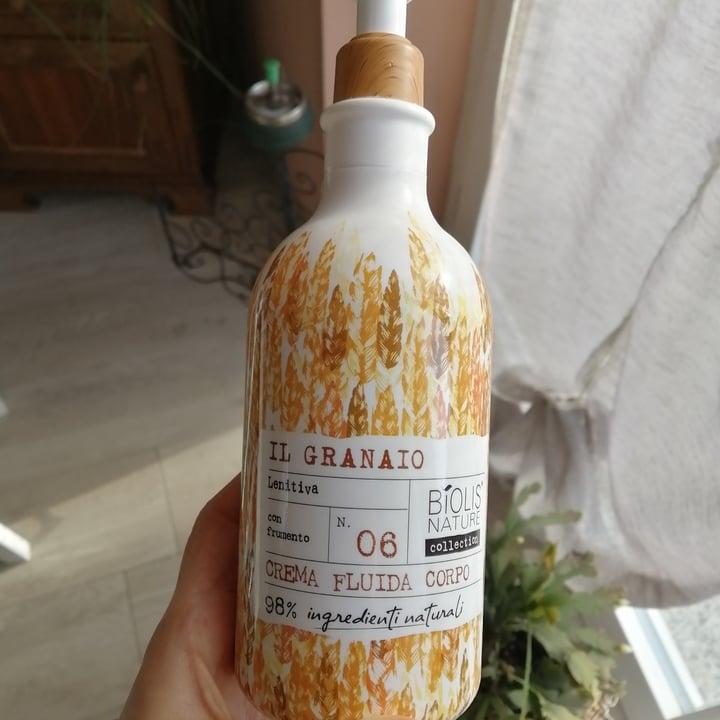 IL GRANAIO
Lenitiva
con
frumento
N.
06
BIOLIS
NATURE
collection
CREMA FLUIDA CORPO
98% ingredienti naturali